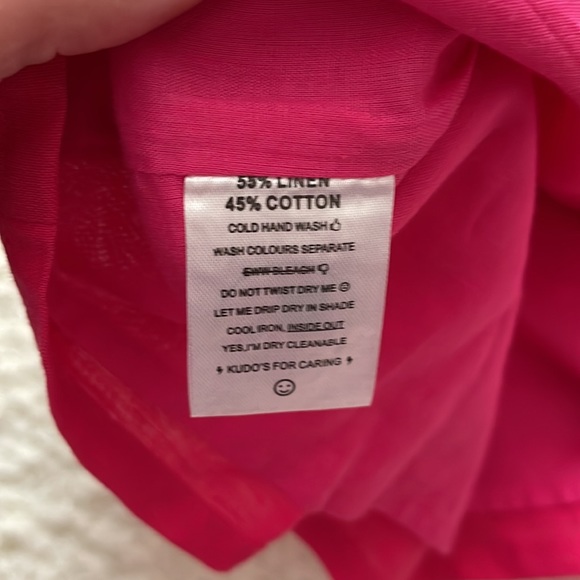 55% LINEN
45% COTTON
COLD HAND WASH
WASH COLOURS SEPARATE
EWW BLEACH
DO NOT TWIST DRY ME
LET ME DRIP DRY IN SHADE
COOL IRON, INSIDE OUT
YES, I'M DRY CLEANABLE
KUDO'S FOR CARING